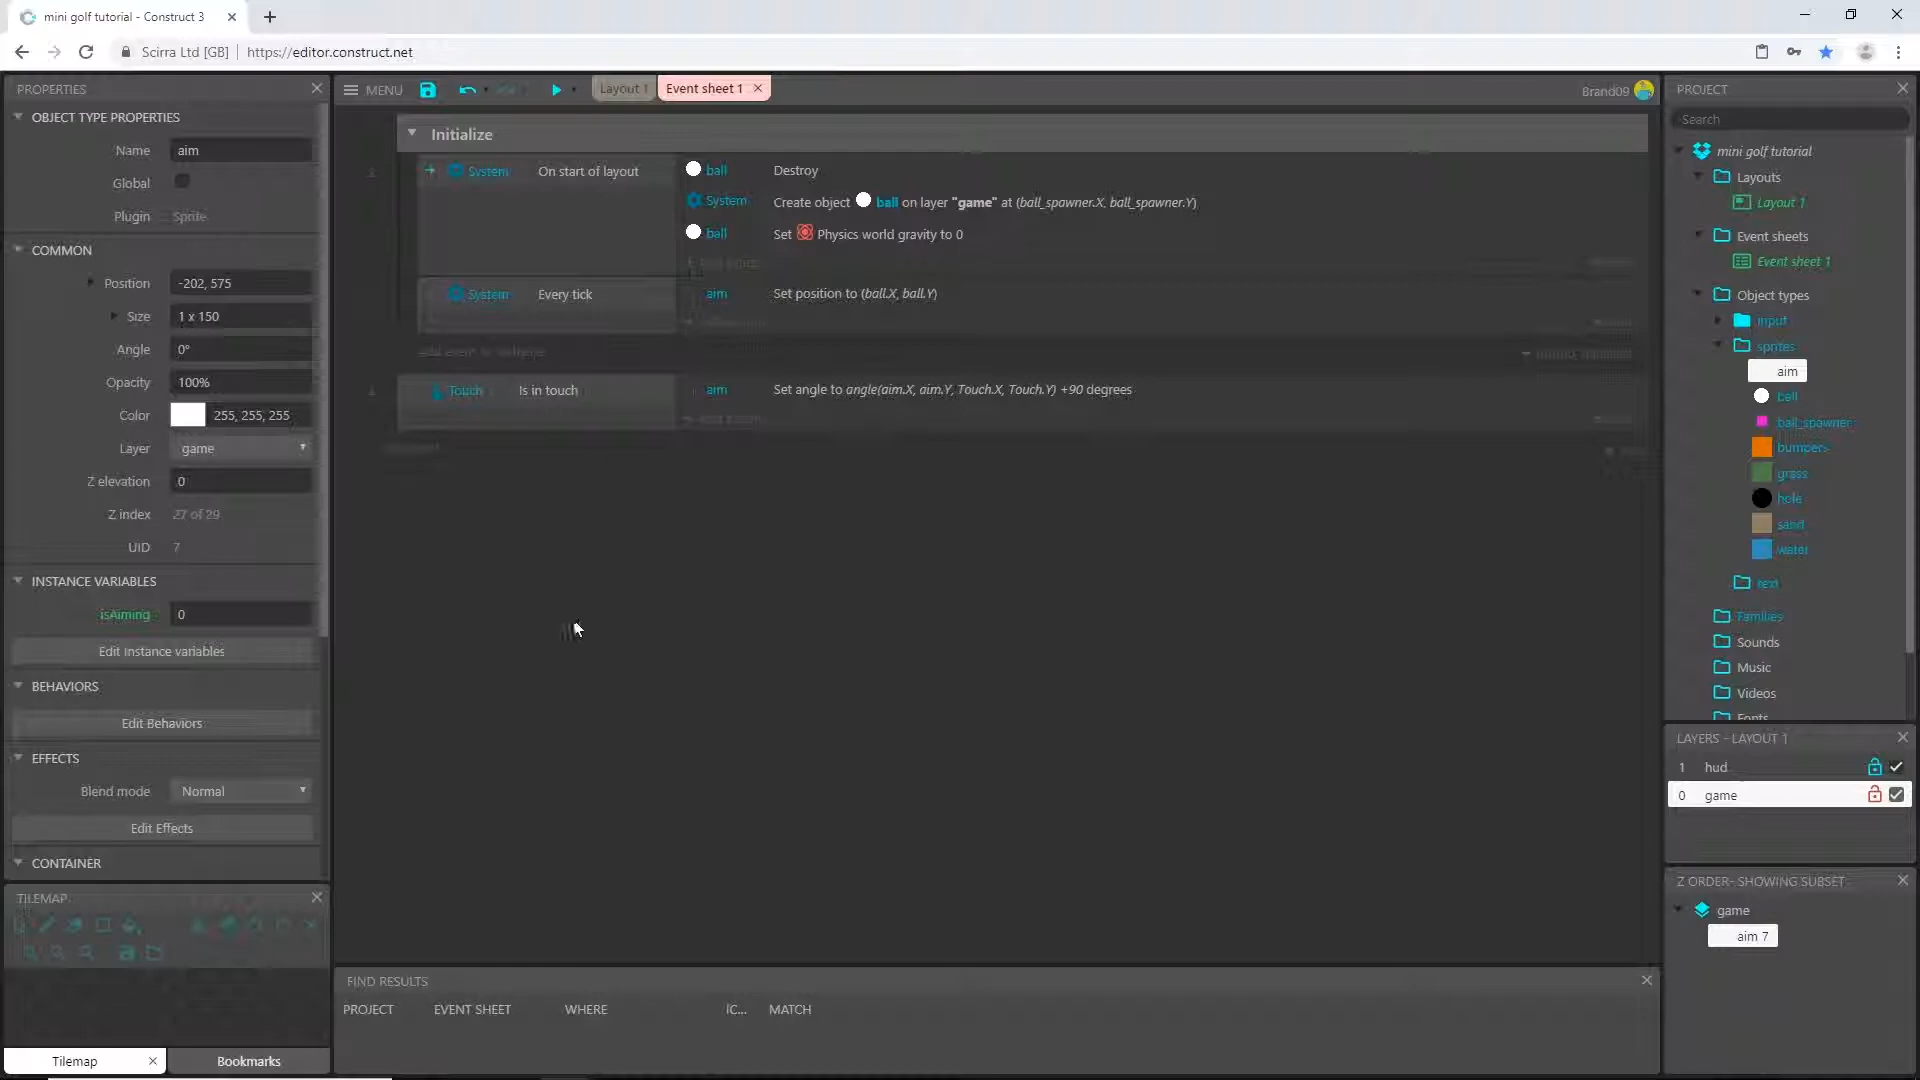 mini golf tutorial - Construct 3
Scirra Ltd [GB] https://editor.construct.net
PROPERTIES
OBJECT TYPE PROPERTIES
Name aim
Global
Plugin Sprite
COMMON
Position -202, 575
Size 1 x 150
Angle 0°
Opacity 100%
Color 255, 255, 255
Layer game
Z elevation 0
Z index 27 of 29
UID 7
INSTANCE VARIABLES
isAiming 0
Edit Instance variables
BEHAVIORS
Edit Behaviors
EFFECTS
Blend mode Normal
Edit Effects
CONTAINER
TILEMAP
Tilemap Bookmarks
MENU Layout 1 Event sheet 1 Brand09
Initialize
System On start of layout ball Destroy
System Create object ball on layer "game" at (ball_spawner.X, ball_spawner.Y)
ball Set Physics world gravity to 0
System Every tick aim Set position to (ball.X, ball.Y)
Touch Is in touch aim Set angle to angle(aim.X, aim.Y, Touch.X, Touch.Y) +90 degrees
FIND RESULTS
PROJECT EVENT SHEET WHERE IC... MATCH
PROJECT
Search
mini golf tutorial
Layouts
Layout 1
Event sheets
Event sheet 1
Object types
input
sprites
aim
ball
ball_spawner
bumpers
grass
hole
sand
water
text
Families
Sounds
Music
Videos
Fonts
LAYERS - LAYOUT 1
1 hud
0 game
Z ORDER- SHOWING SUBSET
game
aim 7